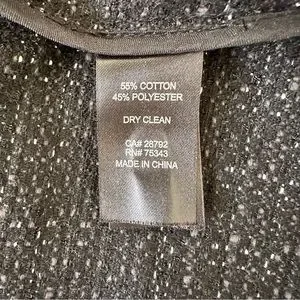 55% COTTON
45% POLYESTER
DRY CLEAN
CA# 28792
RN# 75343
MADE IN CHINA